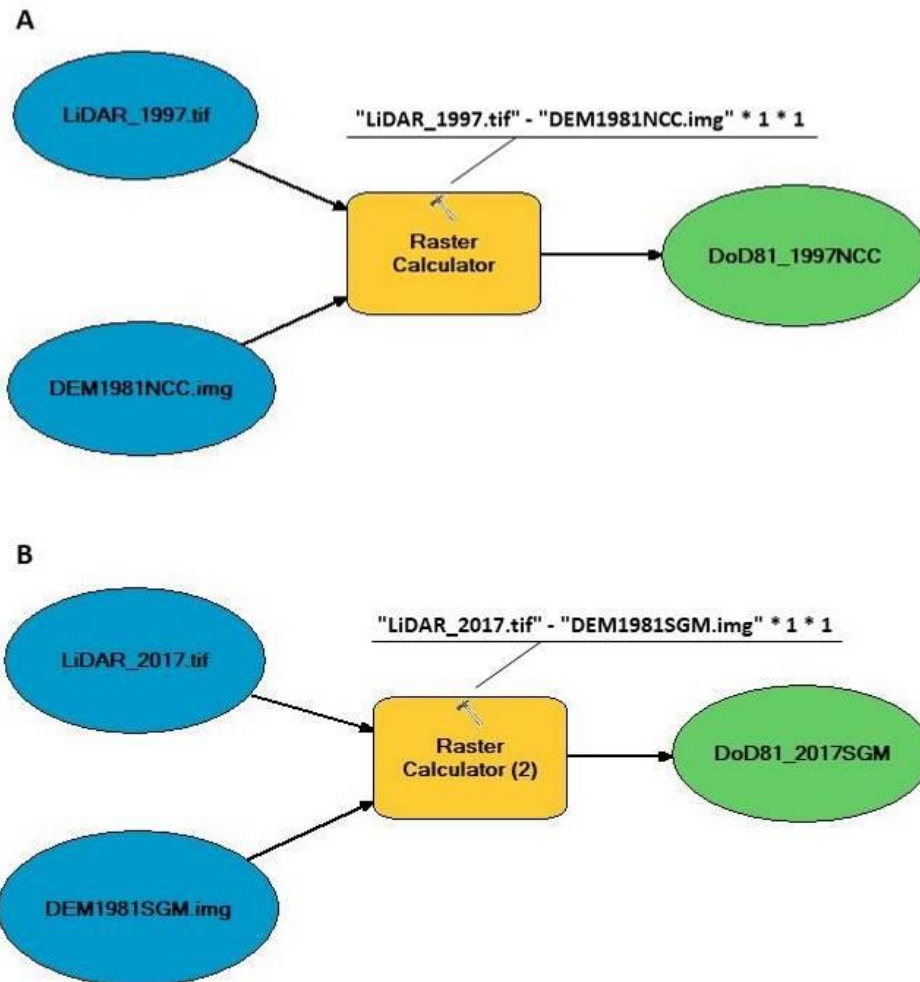 A
LiDAR_1997.tif
"LiDAR_1997.tif" - "DEM1981NCC.img" * 1 * 1
Raster
Calculator
DoD81_1997NCC
DEM1981NCC.img
B
LiDAR_2017.tif
"LiDAR_2017.tif" - "DEM1981SGM.img" * 1 * 1
Raster
Calculator (2)
DoD81_2017SGM
DEM1981SGM.img